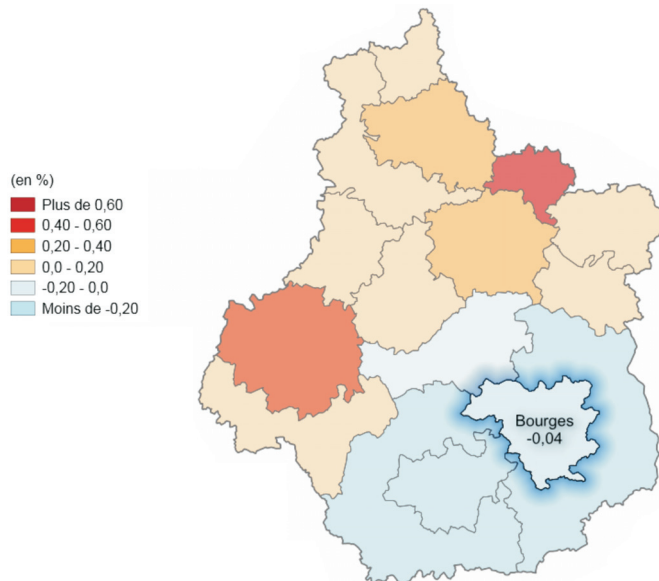 (en %)
Plus de 0,60
0,40 - 0,60
0,20 - 0,40
0,0 - 0,20
-0,20 - 0,0
Moins de -0,20
Bourges
-0,04